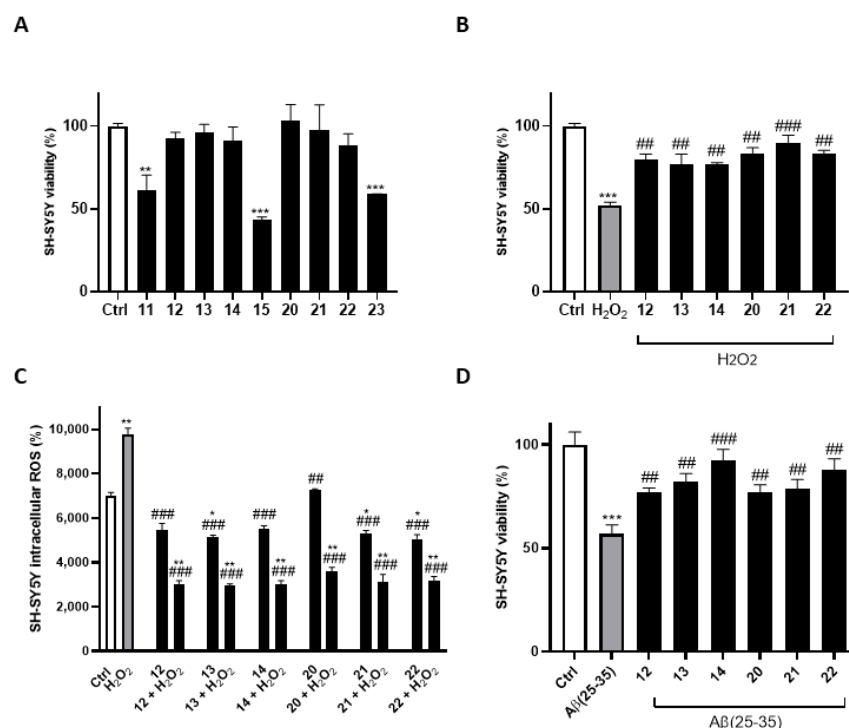 A
B
SH-SY5Y viability (%)
100
50
0
**
***
***
Ctrl 11 12 13 14 15 20 21 22 23
SH-SY5Y viability (%)
100
50
0
***
## ## ## ## ### ##
Ctrl H₂O₂ 12 13 14 20 21 22
H2O2
C
D
SH-SY5Y intracellular ROS (%)
10,000
8,000
6,000
4,000
2,000
0
**
###
**
###
*
###
**
###
###
**
###
##
**
###
*
###
**
###
*
###
**
###
Ctrl
H₂O₂
12
12 + H₂O₂
13
13 + H₂O₂
14
14 + H₂O₂
20
20 + H₂O₂
21
21 + H₂O₂
22
22 + H₂O₂
SH-SY5Y viability (%)
100
50
0
***
## ## ### ## ## ##
Ctrl Aβ(25-35) 12 13 14 20 21 22
Aβ(25-35)